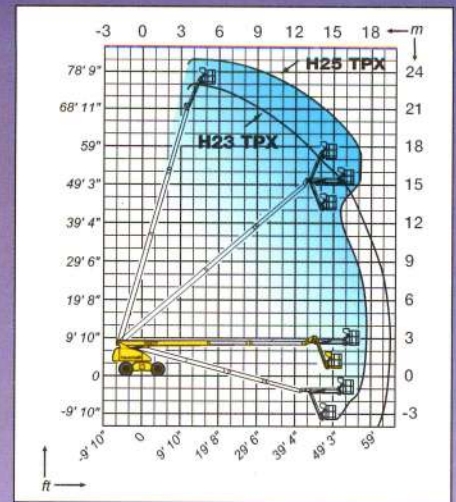 -3 0 3 6 9 12 15 18 m
H25 TPX
H23 TPX
78' 9" 24
68' 11" 21
59' 18
49' 3" 15
39' 4" 12
29' 6" 9
19' 8" 6
9' 10" 3
0 0
-9' 10" -3
-9' 10" 0 9' 10" 19' 8" 29' 6" 39' 4" 49' 3" 59'
ft